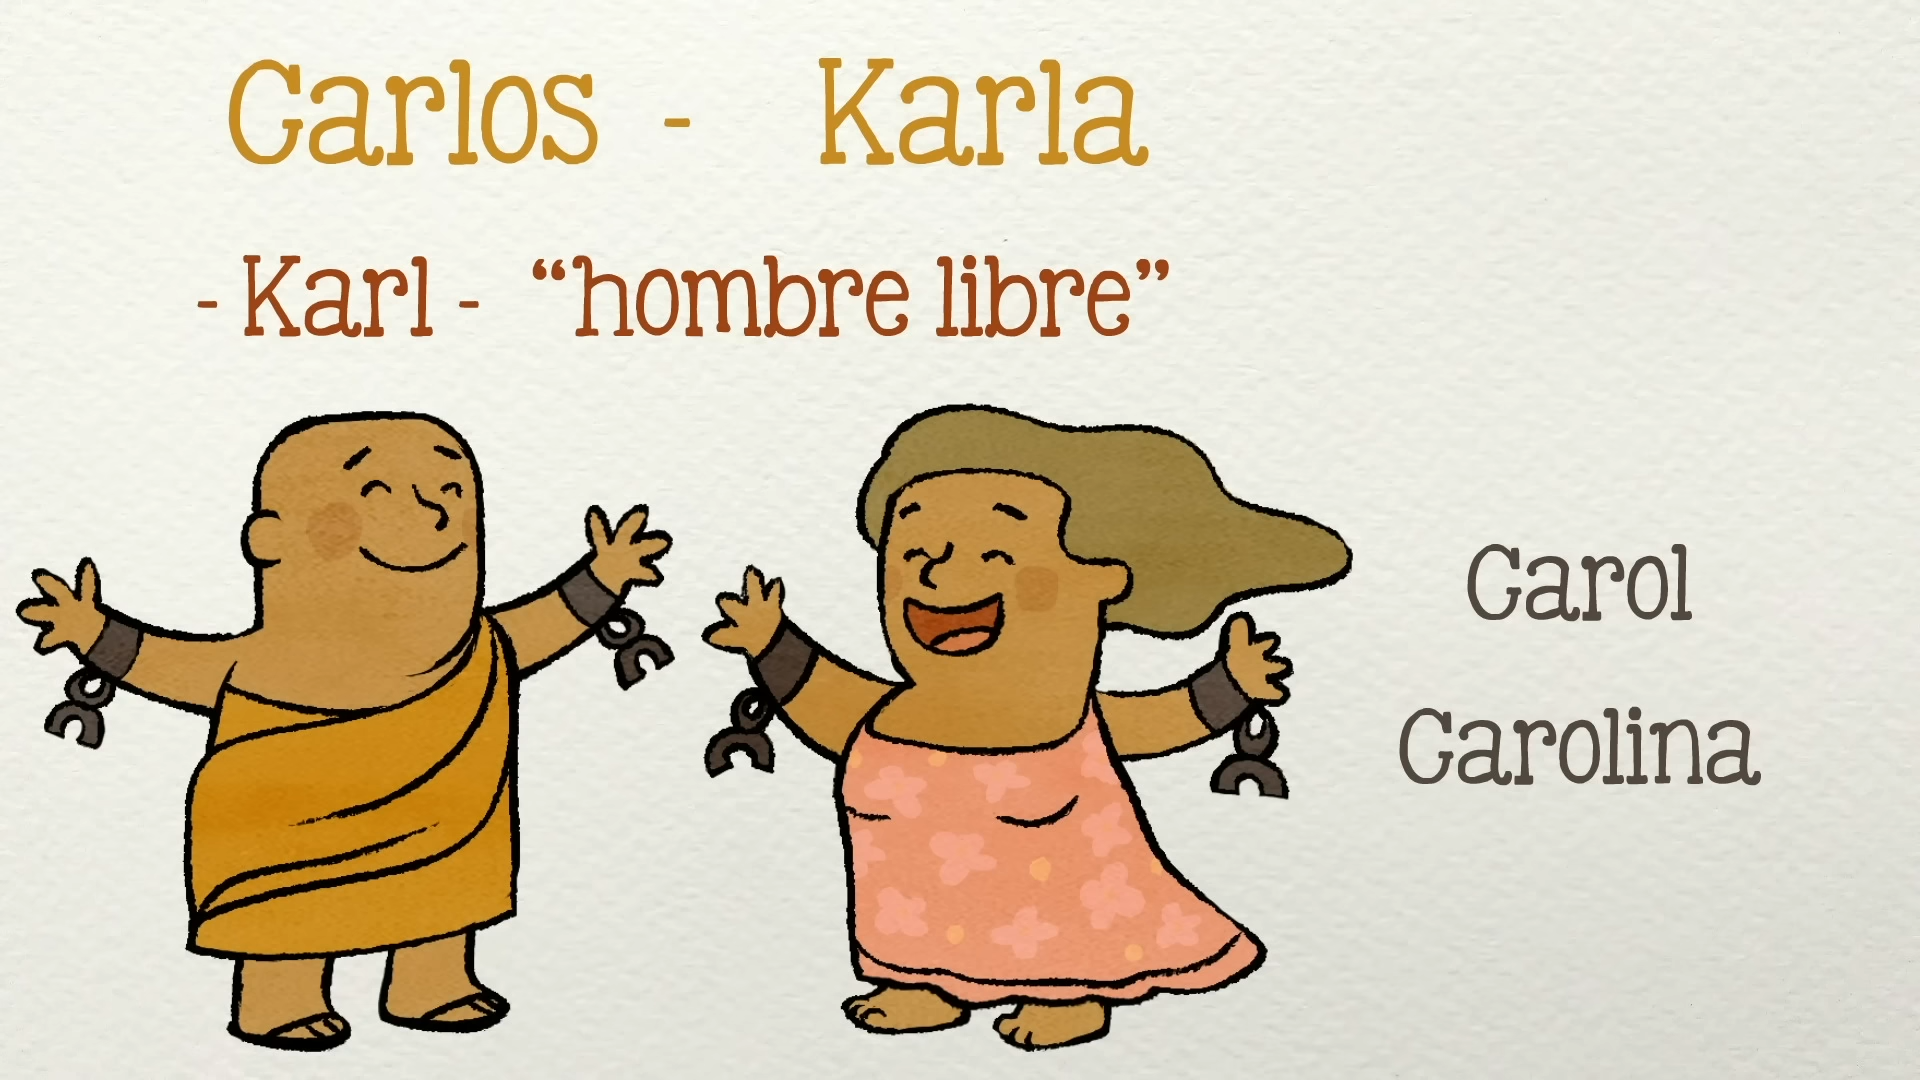 Carlos - Karla
- Karl - “hombre libre”
Carol
Carolina